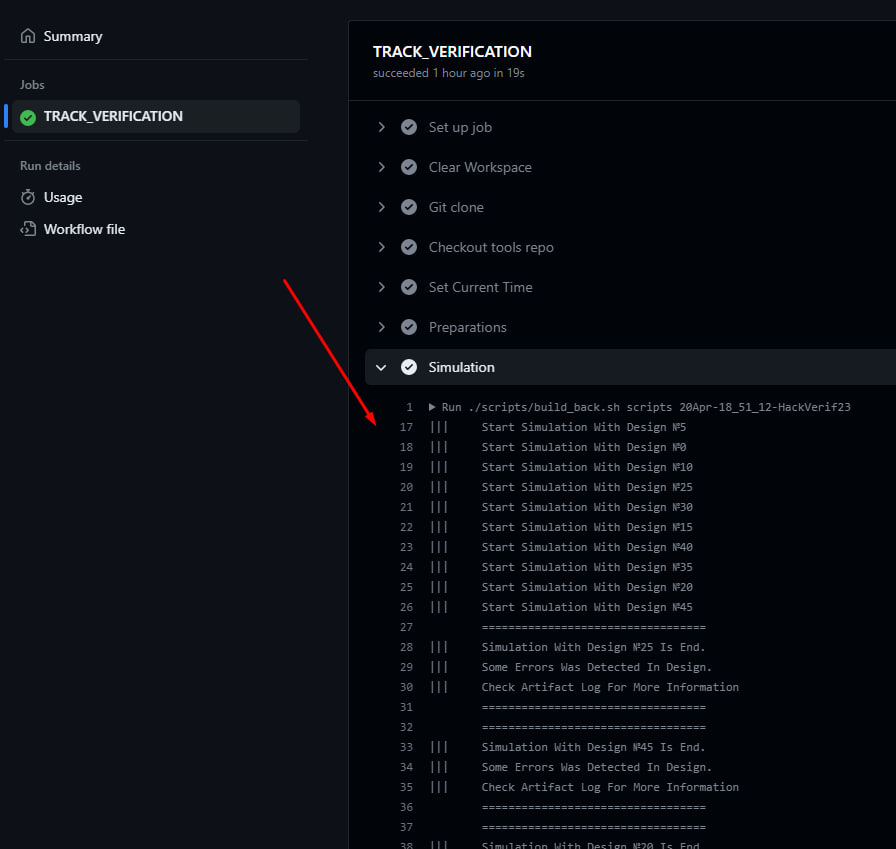 Summary
Jobs
TRACK_VERIFICATION
Run details
Usage
Workflow file
TRACK_VERIFICATION
succeeded 1 hour ago in 19s
Set up job
Clear Workspace
Git clone
Checkout tools repo
Set Current Time
Preparations
Simulation
1 Run ./scripts/build_back.sh scripts 20Apr-18_51_12-HackVerif23
17 ||| Start Simulation With Design №5
18 ||| Start Simulation With Design №0
19 ||| Start Simulation With Design №10
20 ||| Start Simulation With Design №25
21 ||| Start Simulation With Design №30
22 ||| Start Simulation With Design №15
23 ||| Start Simulation With Design №40
24 ||| Start Simulation With Design №35
25 ||| Start Simulation With Design №20
26 ||| Start Simulation With Design №45
27 ==================================
28 ||| Simulation With Design №25 Is End.
29 ||| Some Errors Was Detected In Design.
30 ||| Check Artifact Log For More Information
31 ==================================
32 ==================================
33 ||| Simulation With Design №45 Is End.
34 ||| Some Errors Was Detected In Design.
35 ||| Check Artifact Log For More Information
36 ==================================
37 ==================================
38 ||| Simulation With Design №20 Is End.